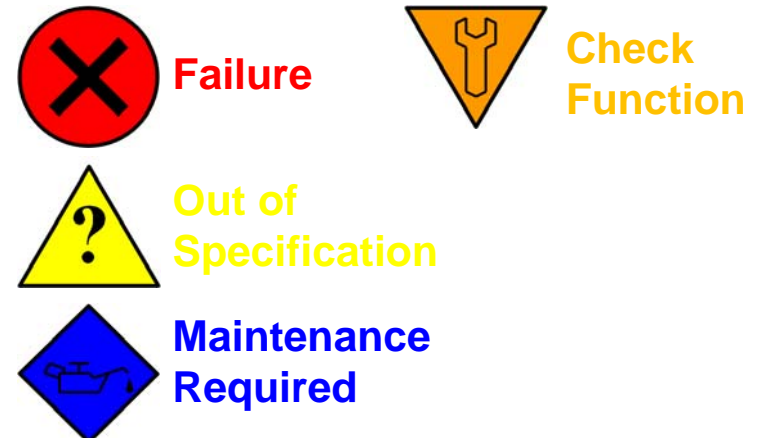 Failure
Check
Function
?
Out of
Specification
Maintenance
Required